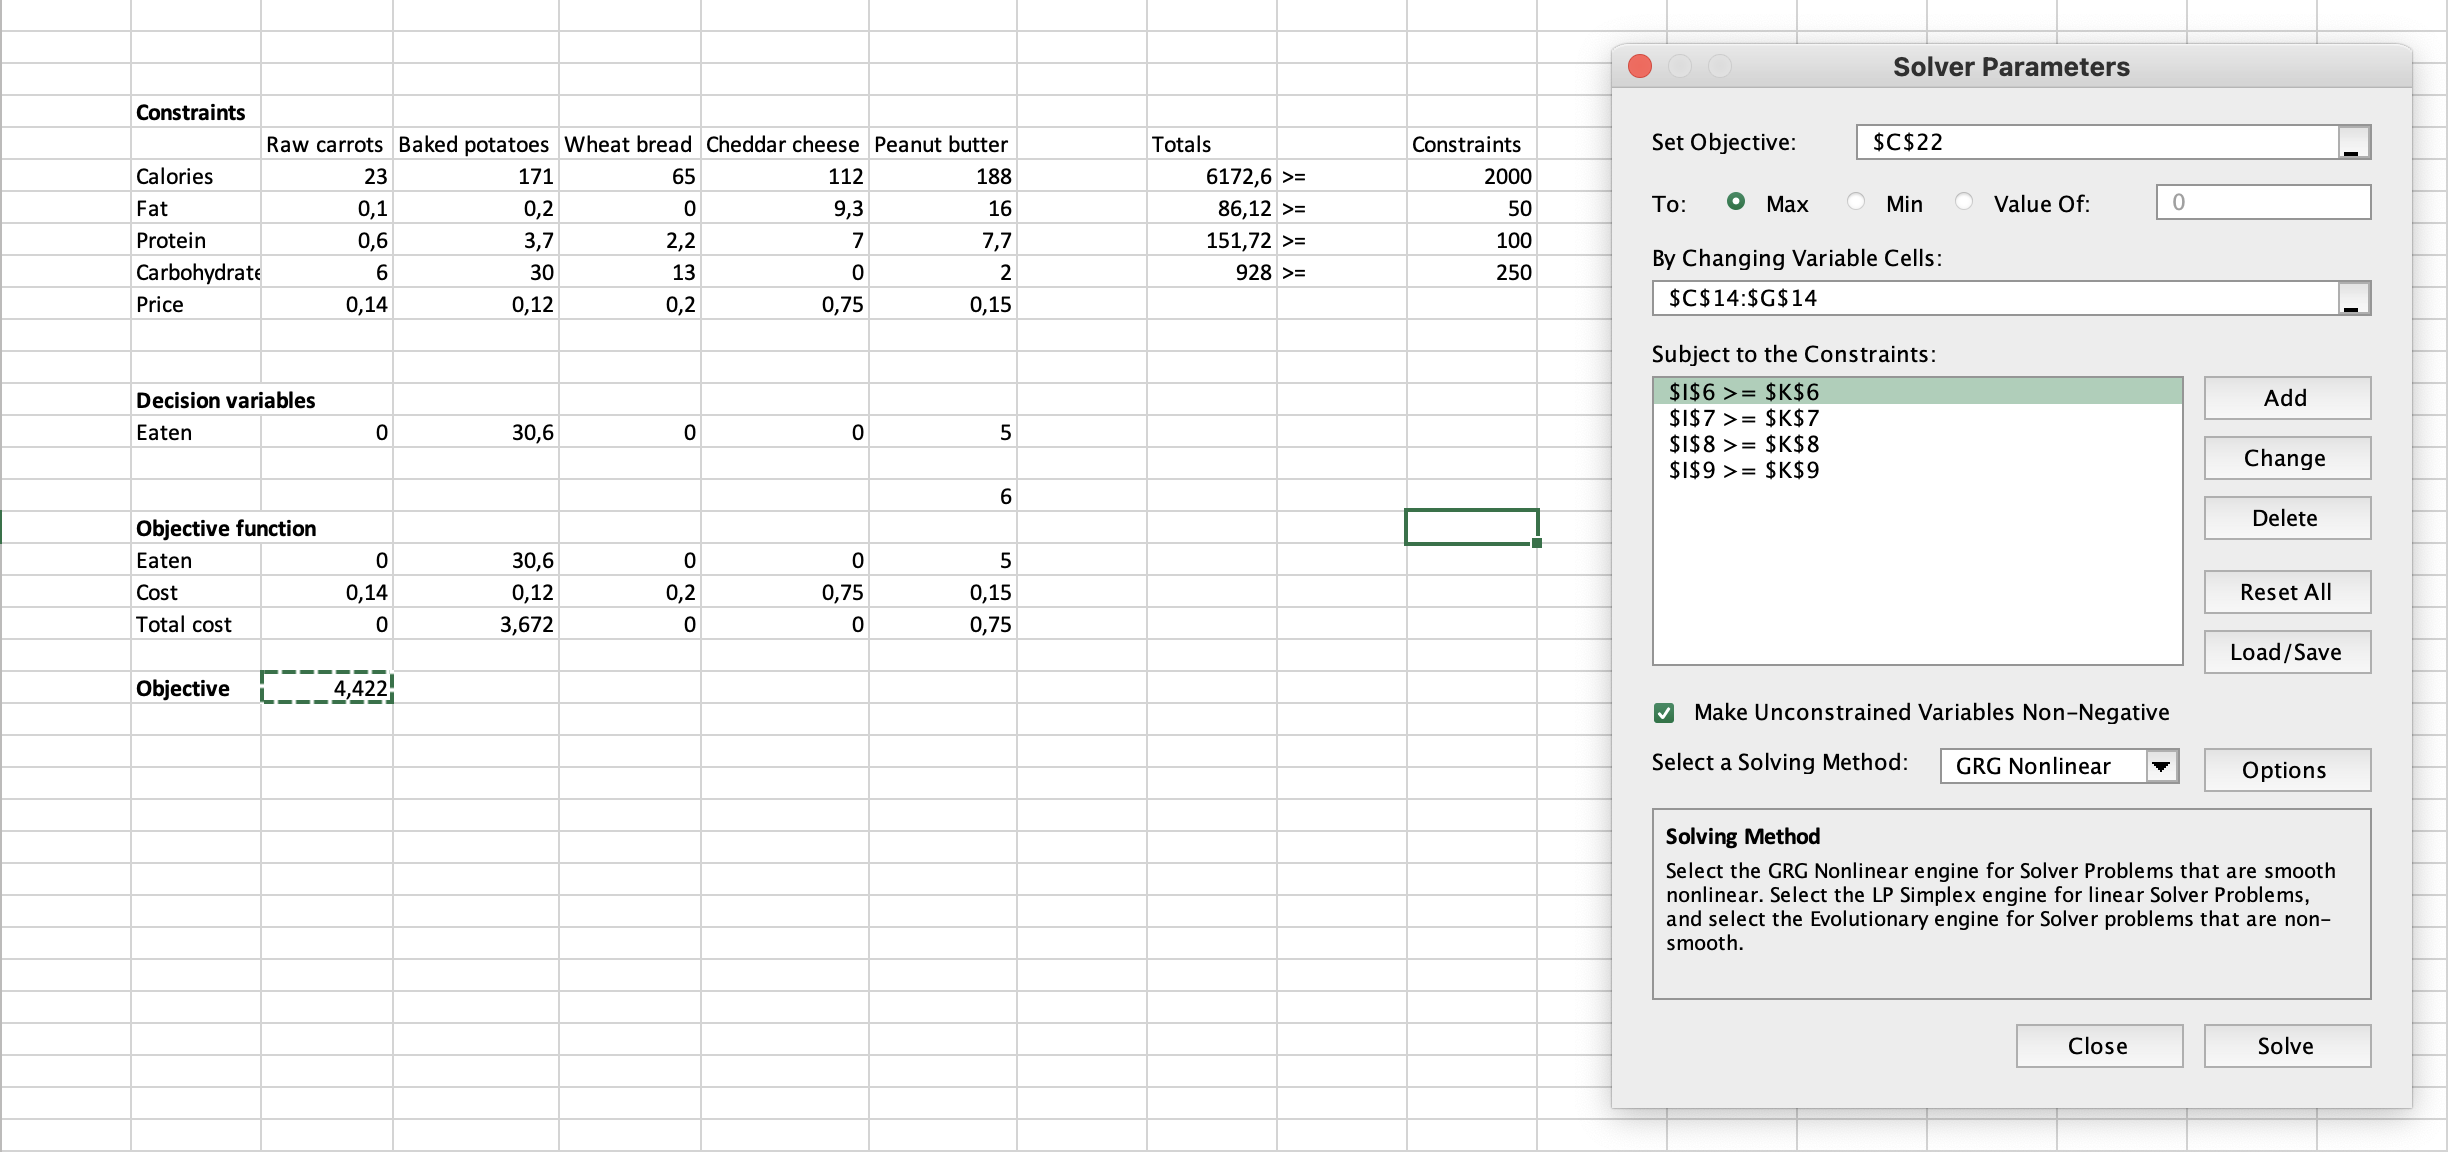 Constraints
Raw carrots Baked potatoes Wheat bread Cheddar cheese Peanut butter Totals Constraints
Calories 23 171 65 112 188 6172,6 >= 2000
Fat 0,1 0,2 0 9,3 16 86,12 >= 50
Protein 0,6 3,7 2,2 7 7,7 151,72 >= 100
Carbohydrate 6 30 13 0 2 928 >= 250
Price 0,14 0,12 0,2 0,75 0,15
Decision variables
Eaten 0 30,6 0 0 5
6
Objective function
Eaten 0 30,6 0 0 5
Cost 0,14 0,12 0,2 0,75 0,15
Total cost 0 3,672 0 0 0,75
Objective 4,422
Solver Parameters
Set Objective: $C$22
To: Max Min Value Of: 0
By Changing Variable Cells:
$C$14:$G$14
Subject to the Constraints:
$I$6 >= $K$6
$I$7 >= $K$7
$I$8 >= $K$8
$I$9 >= $K$9
Add
Change
Delete
Reset All
Load/Save
Make Unconstrained Variables Non-Negative
Select a Solving Method: GRG Nonlinear Options
Solving Method
Select the GRG Nonlinear engine for Solver Problems that are smooth
nonlinear. Select the LP Simplex engine for linear Solver Problems,
and select the Evolutionary engine for Solver problems that are non-
smooth.
Close Solve